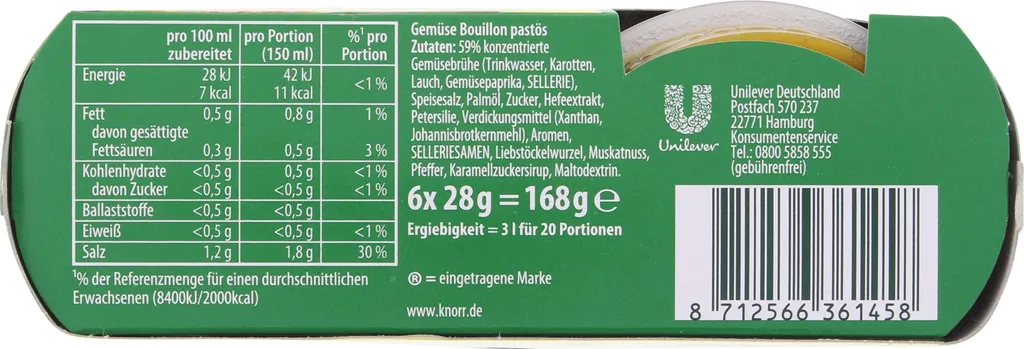 pro 100 ml zubereitet | pro Portion (150 ml) | %¹ pro Portion
Energie 28 kJ 42 kJ <1 %
7 kcal 11 kcal
Fett 0,5 g 0,8 g 1 %
davon gesättigte
Fettsäuren 0,3 g 0,5 g 3 %
Kohlenhydrate <0,5 g <0,5 g <1 %
davon Zucker <0,5 g <0,5 g <1 %
Ballaststoffe <0,5 g <0,5 g
Eiweiß <0,5 g <0,5 g <1 %
Salz 1,2 g 1,8 g 30 %
¹% der Referenzmenge für einen durchschnittlichen
Erwachsenen (8400kJ/2000kcal)
Gemüse Bouillon pastös
Zutaten: 59% konzentrierte
Gemüsebrühe (Trinkwasser, Karotten,
Lauch, Gemüsepaprika, SELLERIE),
Speisesalz, Palmöl, Zucker, Hefeextrakt,
Petersilie, Verdickungsmittel (Xanthan,
Johannisbrotkernmehl), Aromen,
SELLERIESAMEN, Liebstöckelwurzel, Muskatnuss,
Pfeffer, Karamellzuckersirup, Maltodextrin.
6x 28g = 168g ℮
Ergiebigkeit = 3 l für 20 Portionen
® = eingetragene Marke
www.knorr.de
Unilever
Unilever Deutschland
Postfach 570 237
22771 Hamburg
Konsumentenservice
Tel.: 0800 5858 555
(gebührenfrei)
8 712566 361458